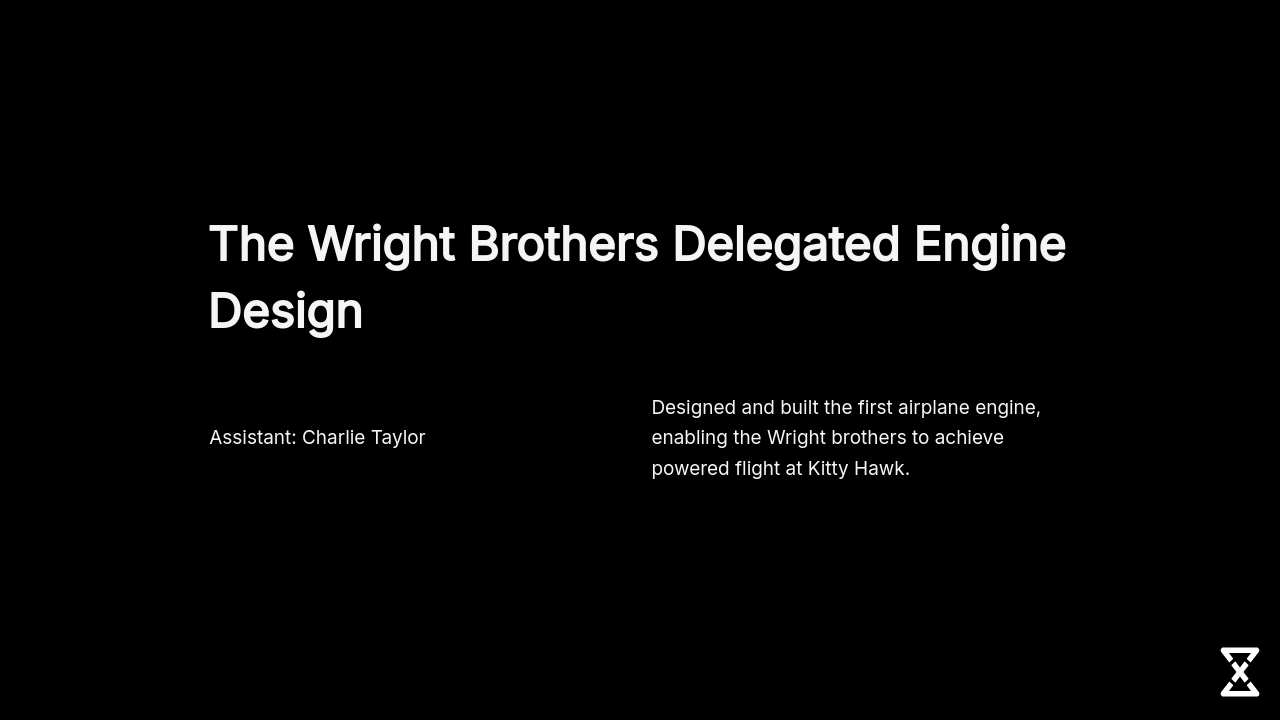 The Wright Brothers Delegated Engine
Design
Assistant: Charlie Taylor
Designed and built the first airplane engine,
enabling the Wright brothers to achieve
powered flight at Kitty Hawk.